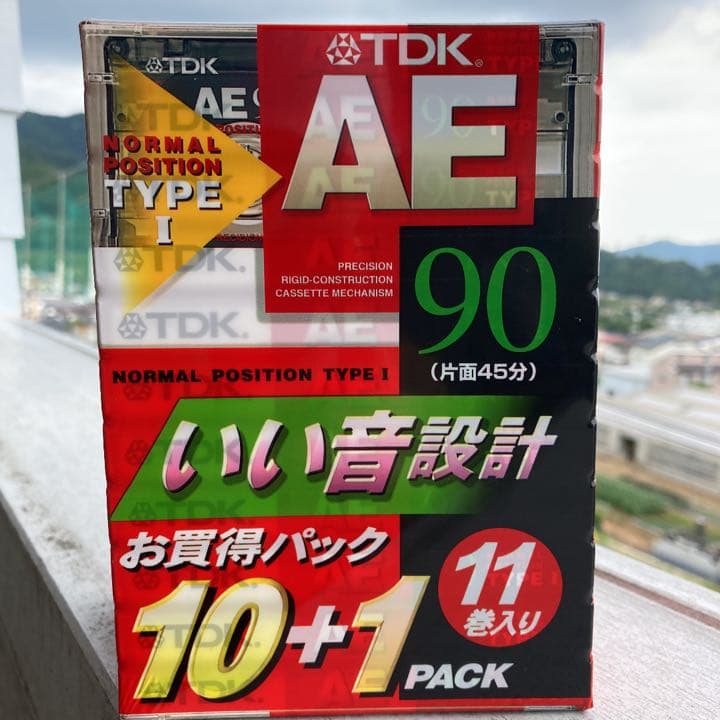 TDK
AE
TDK
AE 90
NORMAL
POSITION
TYPE
I
PRECISION
RIGID-CONSTRUCTION
CASSETTE MECHANISM
90
(片面45分)
NORMAL POSITION TYPE I
いい音設計
お買得パック
10+1 PACK
11
巻入り